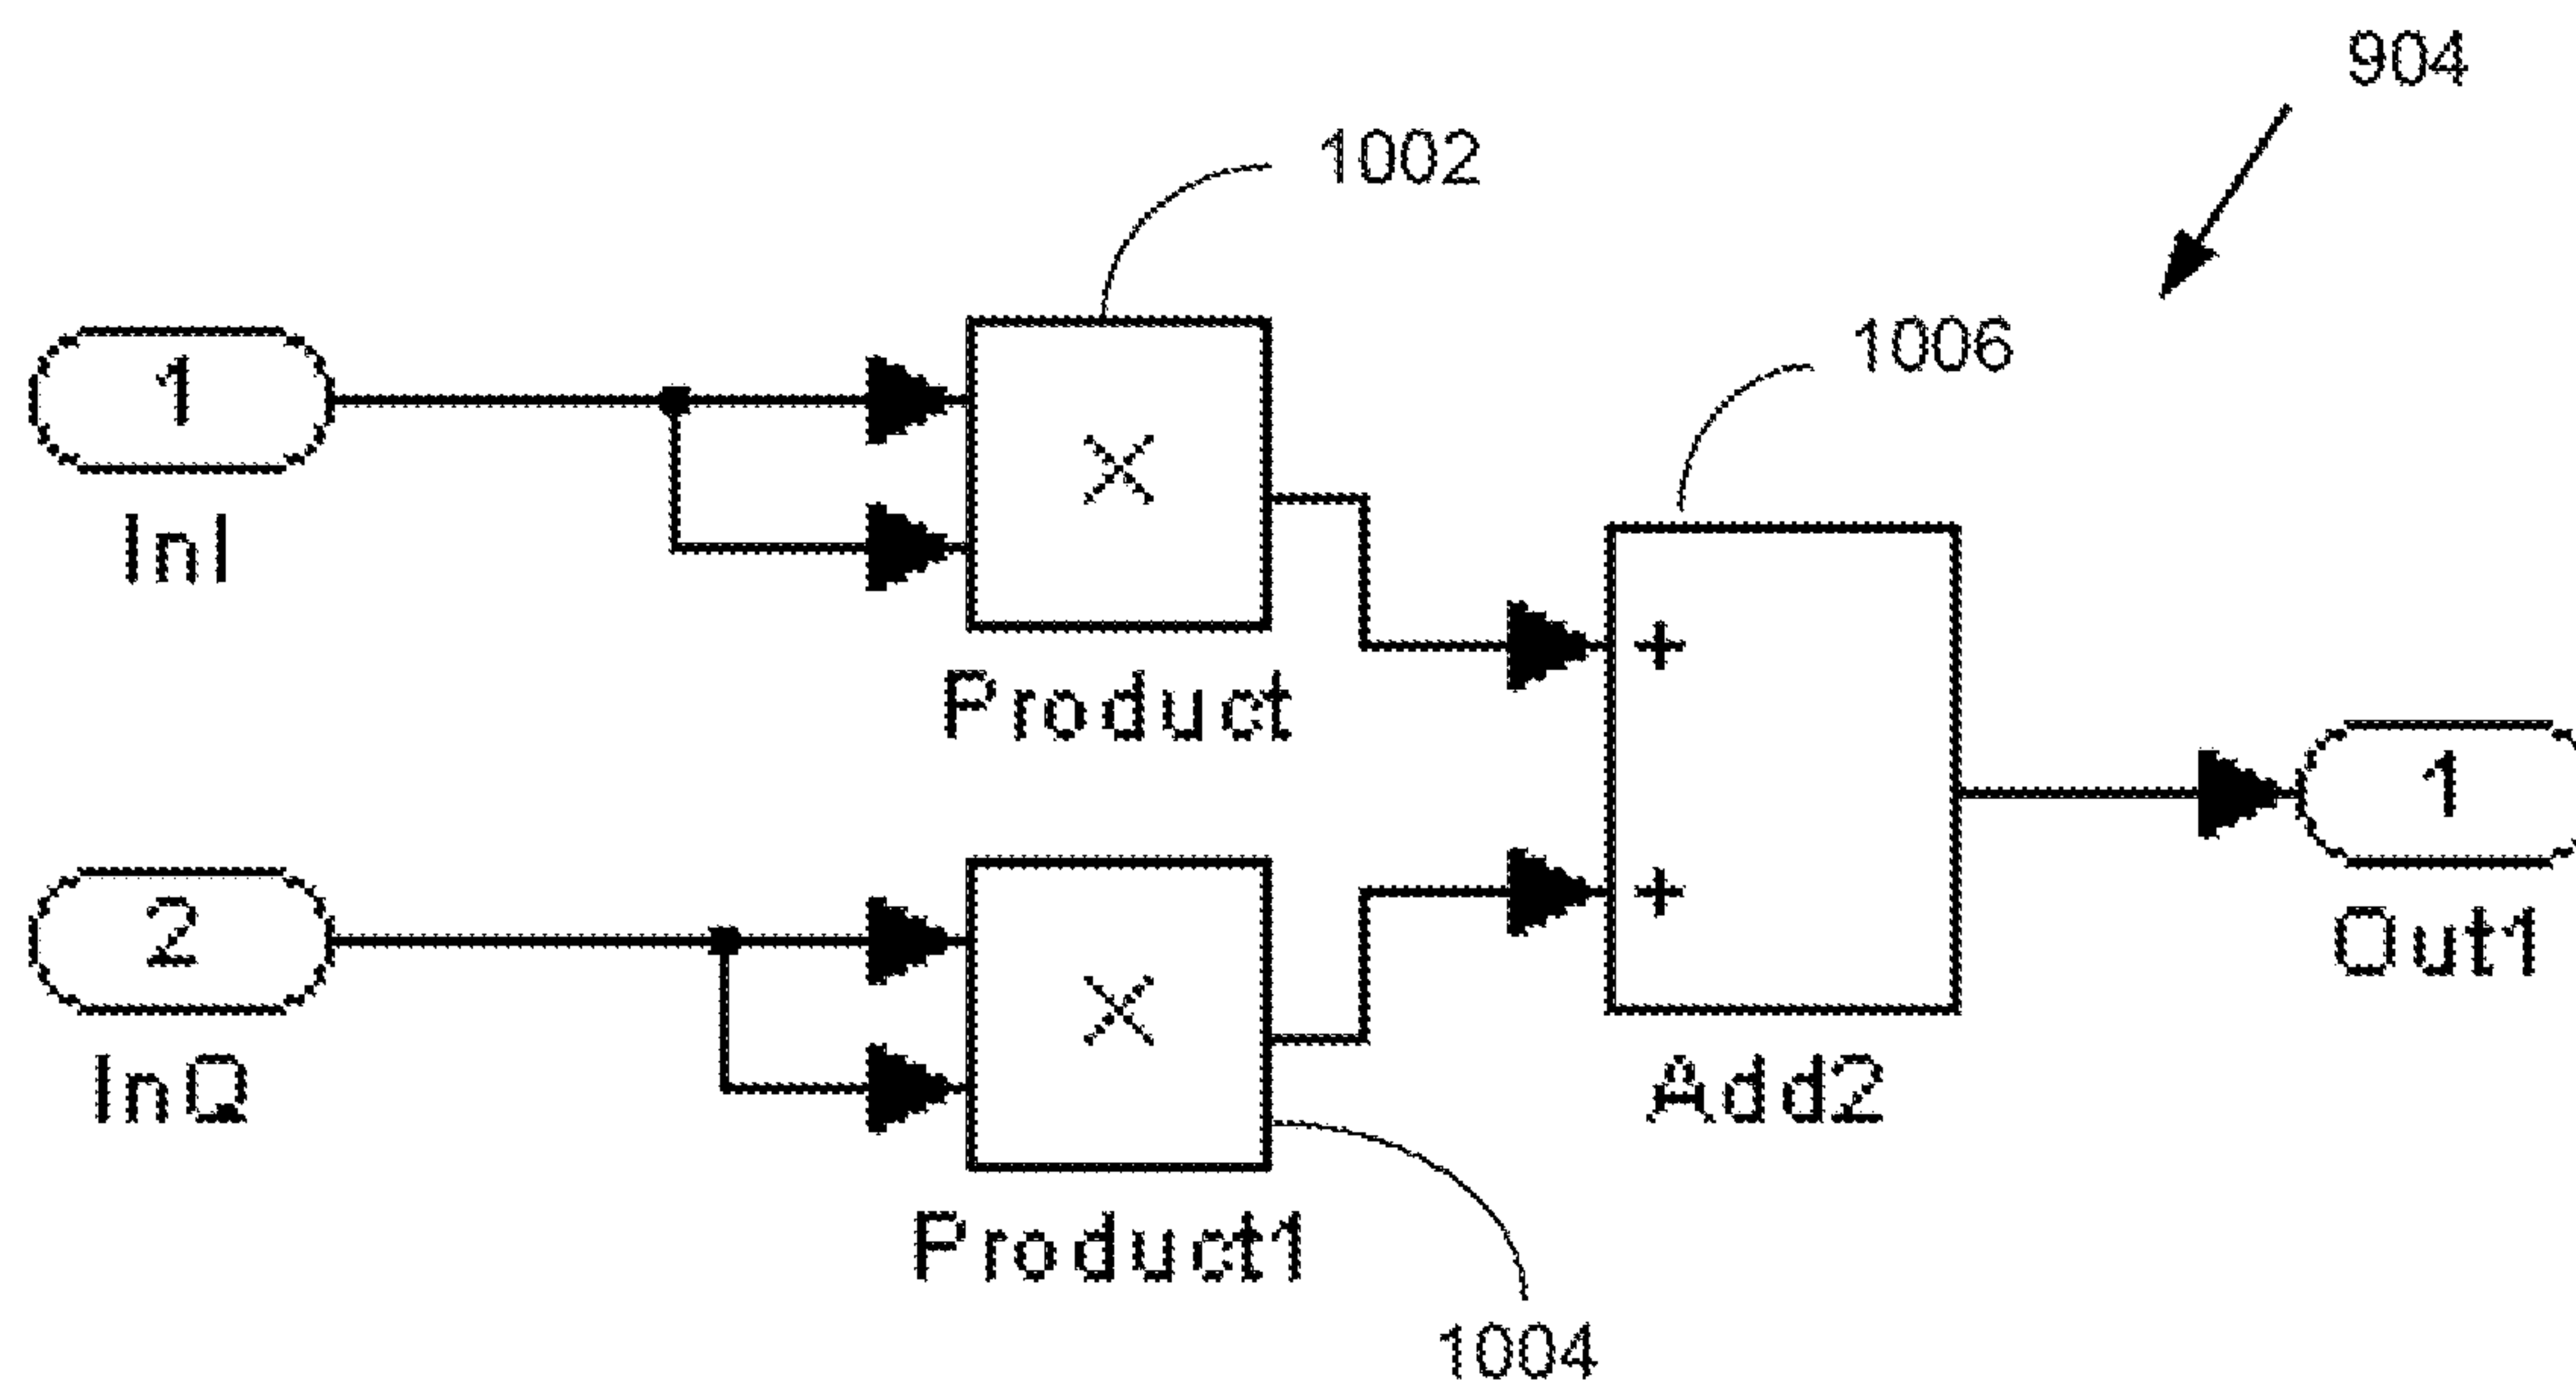 904
1002
1006
1
InI
×
Product
+
+
1
Out1
2
InQ
×
Product1
Add2
1004